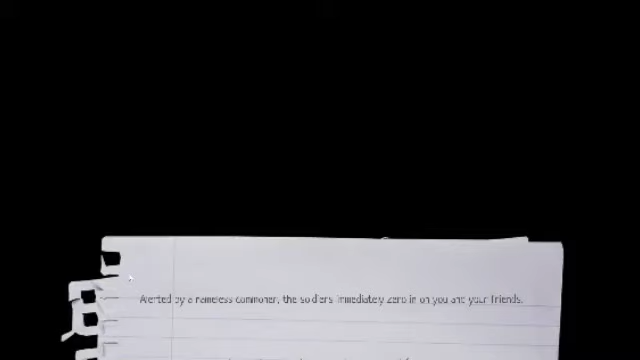 Alerted by a nameless commoner, the soldiers immediately zero in on you and your friends.